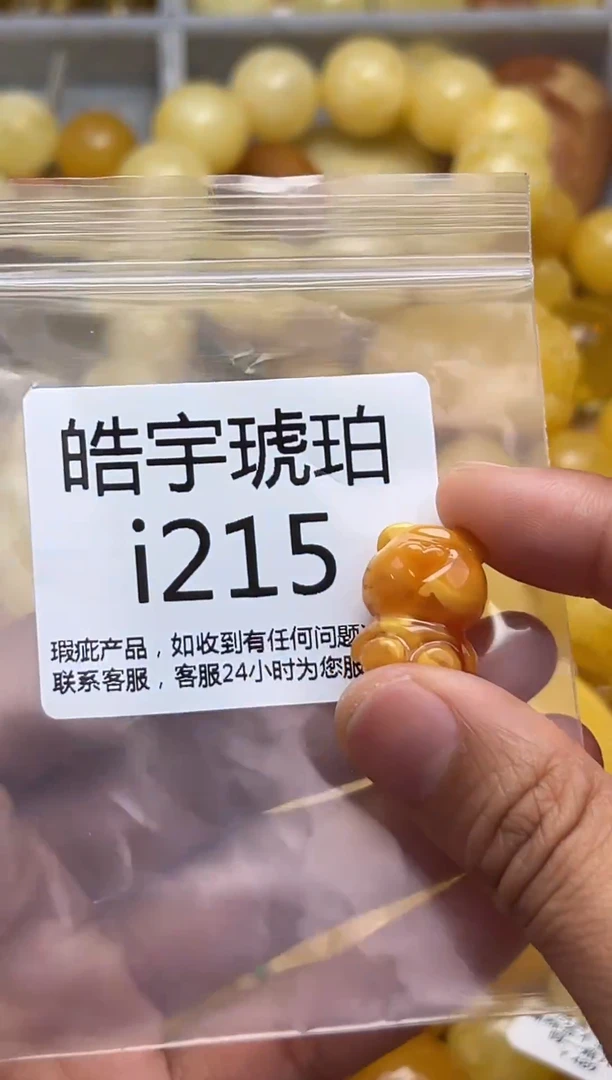 皓宇琥珀
i215
瑕疵产品，如收到有任何问题
联系客服，客服24小时为您服